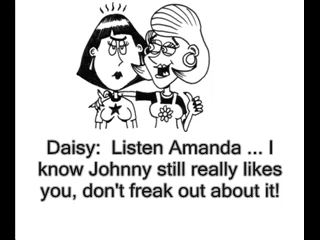 Daisy:  Listen Amanda ... I
know Johnny still really likes
you, don't freak out about it!